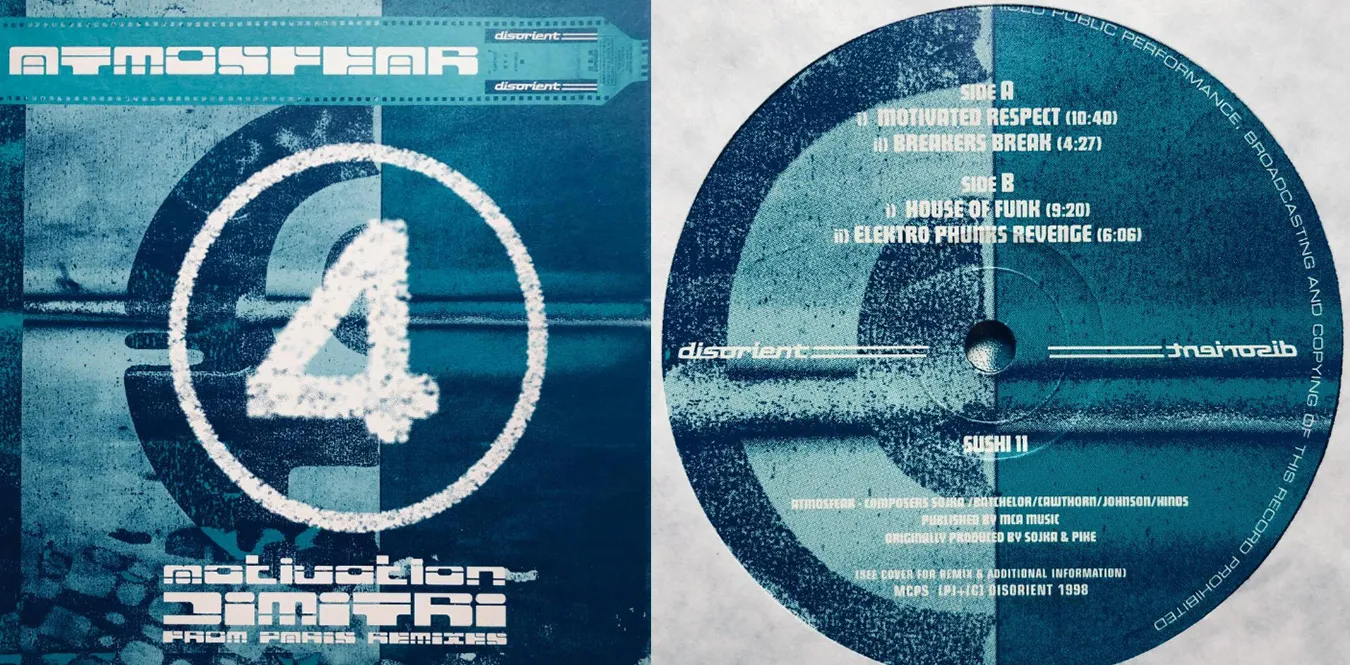 ATMOSFEAR
disorient
disorient
4
motivation
DIMITRI
FROM PARIS REMIXES
PUBLIC PERFORMANCE, BROADCASTING AND COPYING OF THIS RECORD PROHIBITED
SIDE A
i) MOTIVATED RESPECT (10:40)
ii) BREAKERS BREAK (4:27)
SIDE B
i) HOUSE OF FUNK (9:20)
ii) ELEKTRO PHUNKS REVENGE (6:06)
disorient
disorient
SUSHI 11
ATMOSFEAR - COMPOSERS SOJKA/BATCHELOR/CAWTHORN/JOHNSON/HINDS
PUBLISHED BY MCA MUSIC
ORIGINALLY PRODUCED BY SOJKA & PIKE
(SEE COVER FOR REMIX & ADDITIONAL INFORMATION)
MCPS (P)+(C) DISORIENT 1998